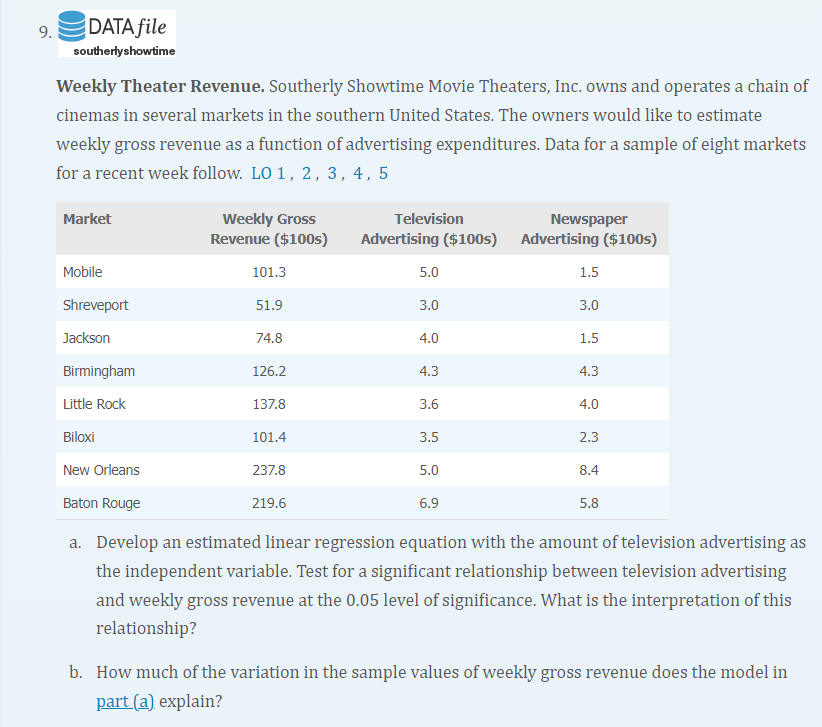 9. DATA file
southerlyshowtime
Weekly Theater Revenue. Southerly Showtime Movie Theaters, Inc. owns and operates a chain of
cinemas in several markets in the southern United States. The owners would like to estimate
weekly gross revenue as a function of advertising expenditures. Data for a sample of eight markets
for a recent week follow. LO 1, 2, 3, 4, 5
Market Weekly Gross Television Newspaper
Revenue ($100s) Advertising ($100s) Advertising ($100s)
Mobile 101.3 5.0 1.5
Shreveport 51.9 3.0 3.0
Jackson 74.8 4.0 1.5
Birmingham 126.2 4.3 4.3
Little Rock 137.8 3.6 4.0
Biloxi 101.4 3.5 2.3
New Orleans 237.8 5.0 8.4
Baton Rouge 219.6 6.9 5.8
a. Develop an estimated linear regression equation with the amount of television advertising as
the independent variable. Test for a significant relationship between television advertising
and weekly gross revenue at the 0.05 level of significance. What is the interpretation of this
relationship?
b. How much of the variation in the sample values of weekly gross revenue does the model in
part (a) explain?